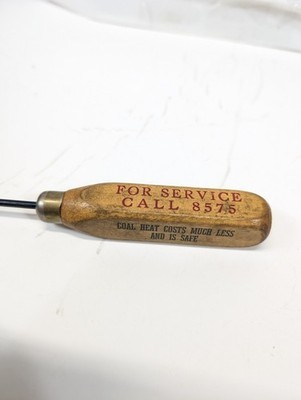 FOR SERVICE
CALL 8575
COAL HEAT COSTS MUCH LESS
AND IS SAFE